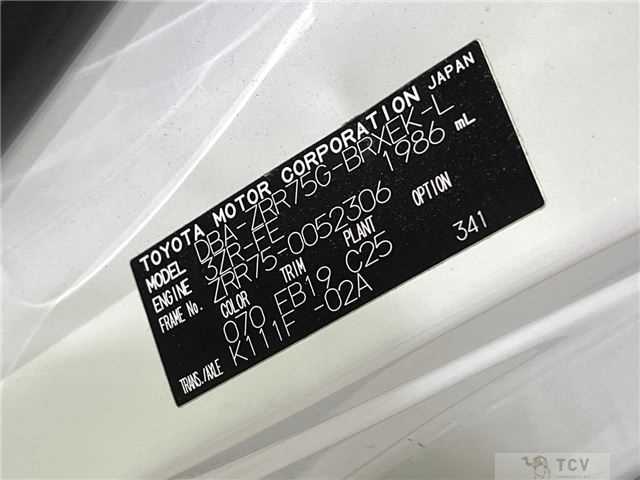 TOYOTA MOTOR CORPORATION JAPAN
MODEL DBA-ZRR75G-BRXEK-L
ENGINE 3ZR-FE 1986 mL
FRAME No. ZRR75-0052306
COLOR TRIM PLANT OPTION
070 FB19 C25 341
TRANS./AXLE K111F -02A
TCV